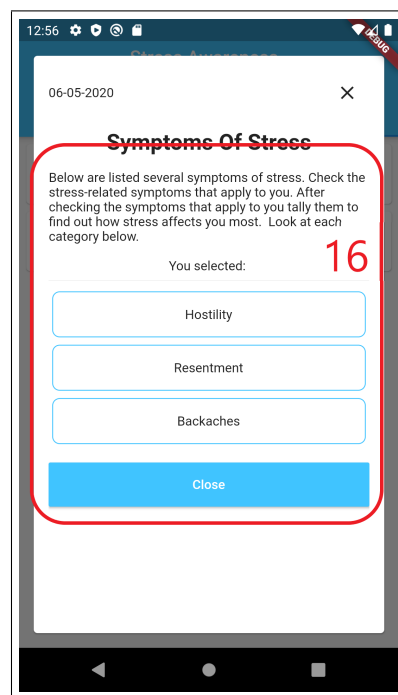 12:56
DEBUG
Stress Awareness
06-05-2020
Symptoms Of Stress
Below are listed several symptoms of stress. Check the
stress-related symptoms that apply to you. After
checking the symptoms that apply to you tally them to
find out how stress affects you most.  Look at each
category below.
16
You selected:
Hostility
Resentment
Backaches
Close